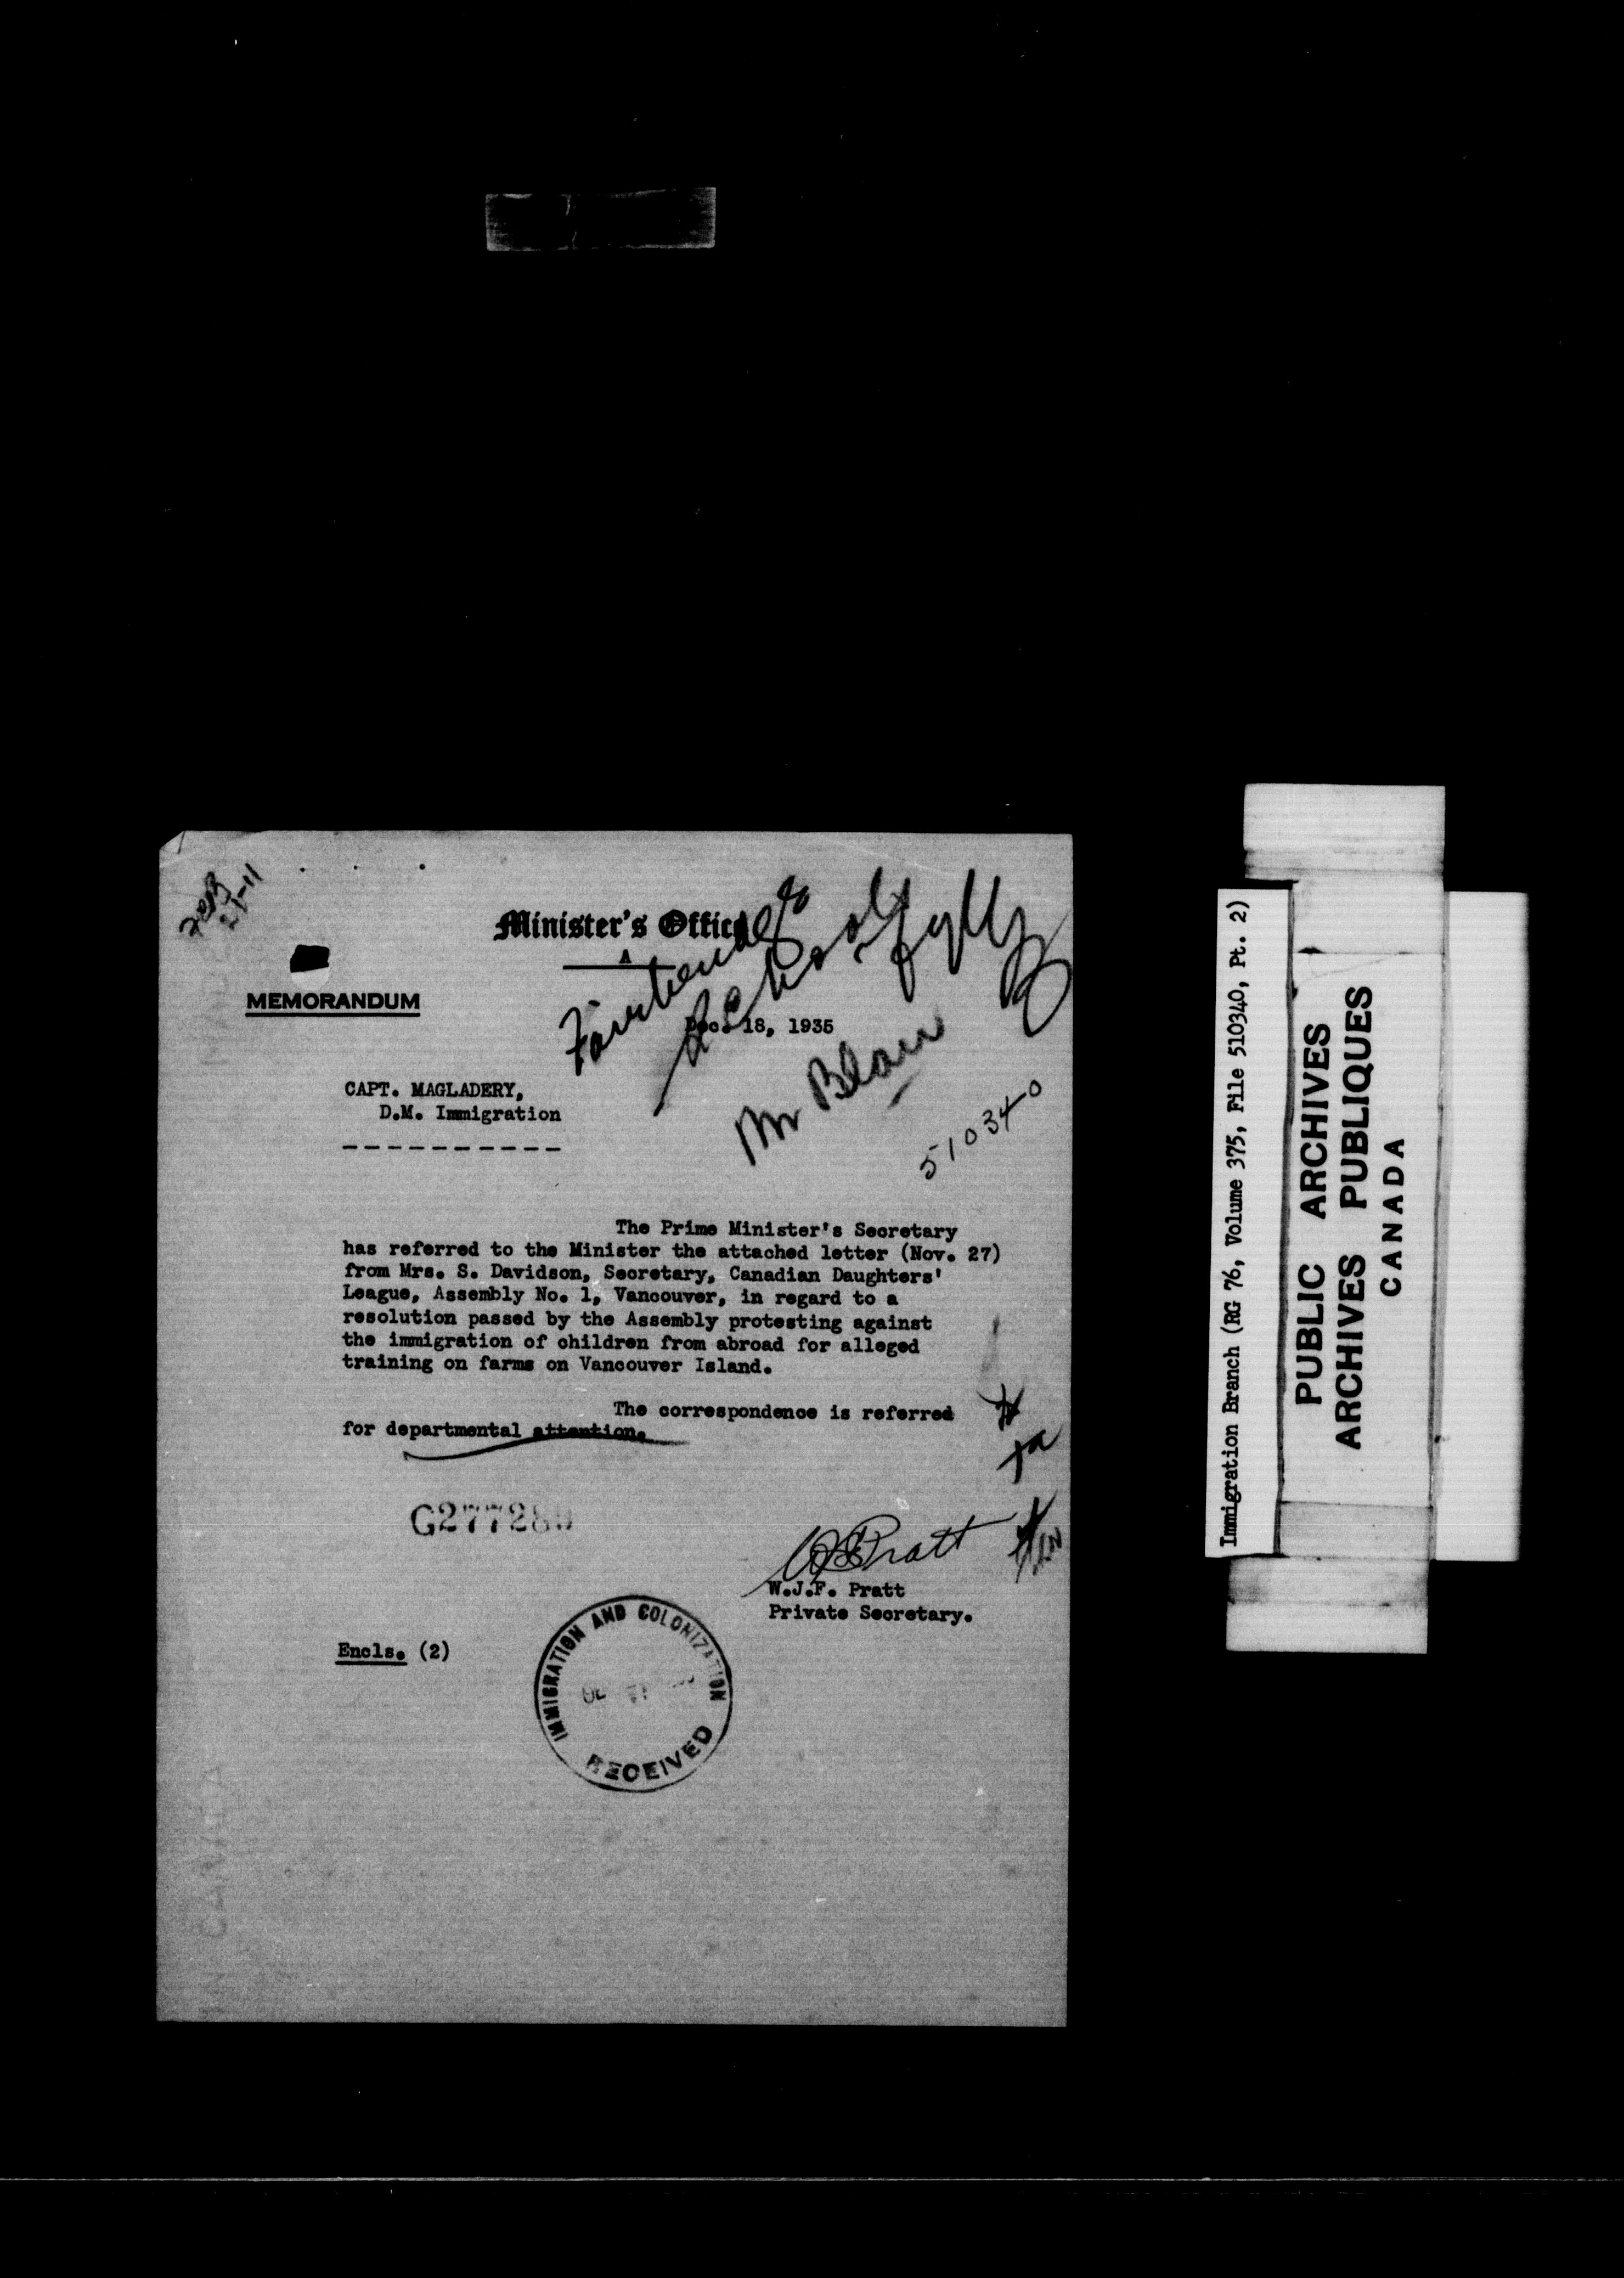 Minister's Office
A
MEMORANDUM
Fairbridge
School
Mr Blair
510340
Dec. 18, 1935
CAPT. MAGLADERY,
D.M. Immigration
----------
The Prime Minister's Secretary
has referred to the Minister the attached letter (Nov. 27)
from Mrs. S. Davidson, Secretary, Canadian Daughters'
League, Assembly No. 1, Vancouver, in regard to a
resolution passed by the Assembly protesting against
the immigration of children from abroad for alleged
training on farms on Vancouver Island.
The correspondence is referred
for departmental attention.
G27728
Pratt
W.J.F. Pratt
Private Secretary.
Encls. (2)
IMMIGRATION AND COLONIZATION
RECEIVED
Immigration Branch (RG 76, Volume 375, File 510340, Pt. 2)
PUBLIC ARCHIVES
ARCHIVES PUBLIQUES
CANADA